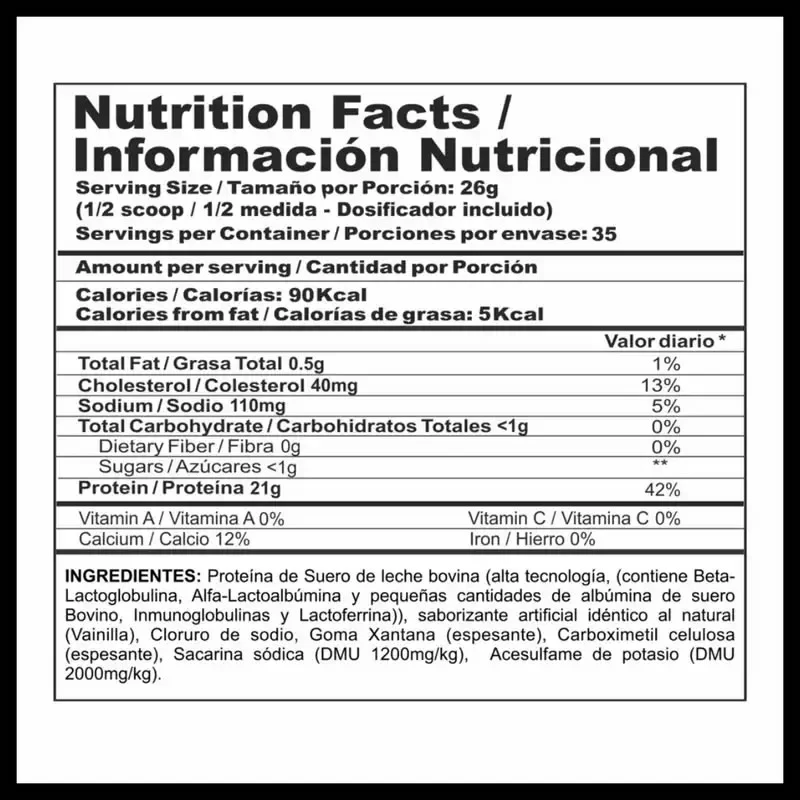 Nutrition Facts /
Información Nutricional
Serving Size / Tamaño por Porción: 26g
(1/2 scoop / 1/2 medida - Dosificador incluido)
Servings per Container / Porciones por envase: 35
Amount per serving / Cantidad por Porción
Calories / Calorías: 90Kcal
Calories from fat / Calorías de grasa: 5Kcal
Valor diario *
Total Fat / Grasa Total 0.5g 1%
Cholesterol / Colesterol 40mg 13%
Sodium / Sodio 110mg 5%
Total Carbohydrate / Carbohidratos Totales <1g 0%
Dietary Fiber / Fibra 0g 0%
Sugars / Azúcares <1g **
Protein / Proteína 21g 42%
Vitamin A / Vitamina A 0% Vitamin C / Vitamina C 0%
Calcium / Calcio 12% Iron / Hierro 0%
INGREDIENTES: Proteína de Suero de leche bovina (alta tecnología, (contiene Beta-
Lactoglobulina, Alfa-Lactoalbúmina y pequeñas cantidades de albúmina de suero
Bovino, Inmunoglobulinas y Lactoferrina)), saborizante artificial idéntico al natural
(Vainilla), Cloruro de sodio, Goma Xantana (espesante), Carboximetil celulosa
(espesante), Sacarina sódica (DMU 1200mg/kg), Acesulfame de potasio (DMU
2000mg/kg).